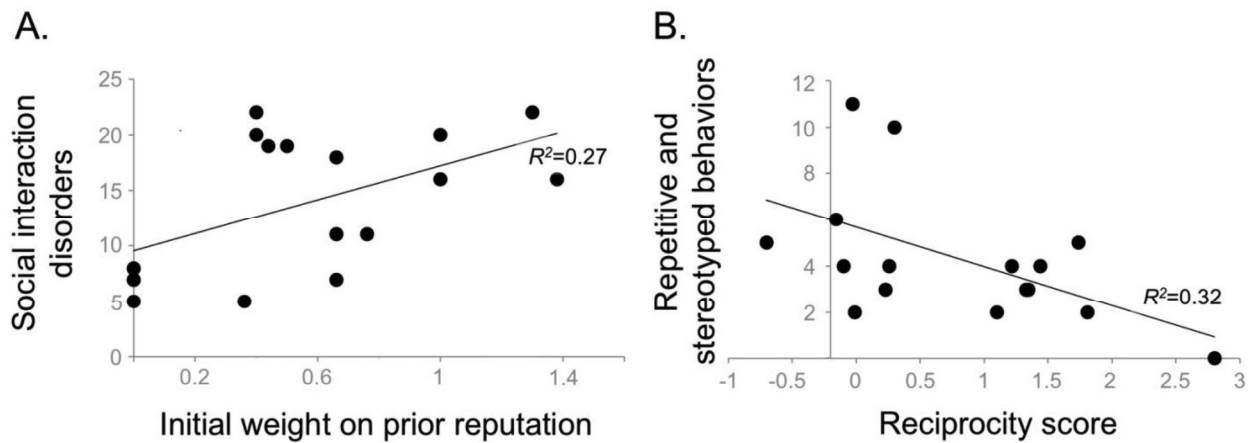 A.
Social interaction
disorders
25
20
15
10
5
0
0.2
0.6
1
1.4
R²=0.27
Initial weight on prior reputation
B.
Repetitive and
stereotyped behaviors
12
10
8
6
4
2
-1
-0.5
0
0.5
1
1.5
2
2.5
3
R²=0.32
Reciprocity score